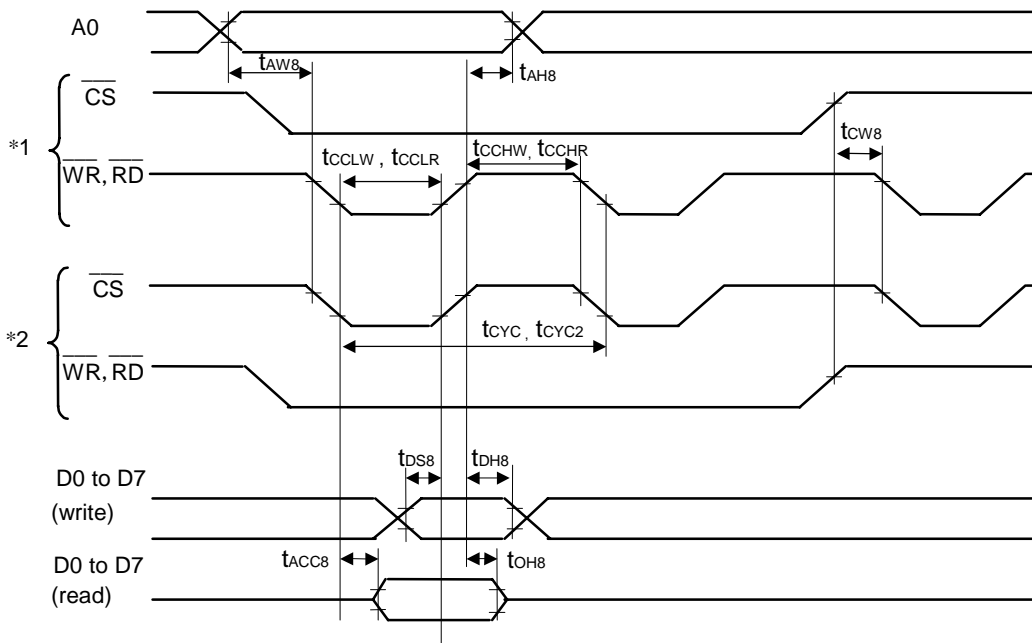 A0
tAW8
tAH8
CS
*1
tCCLW , tCCLR
tCCHW, tCCHR
tCW8
WR, RD
CS
*2
tCYC , tCYC2
WR, RD
tDS8
tDH8
D0 to D7
(write)
tACC8
tOH8
D0 to D7
(read)